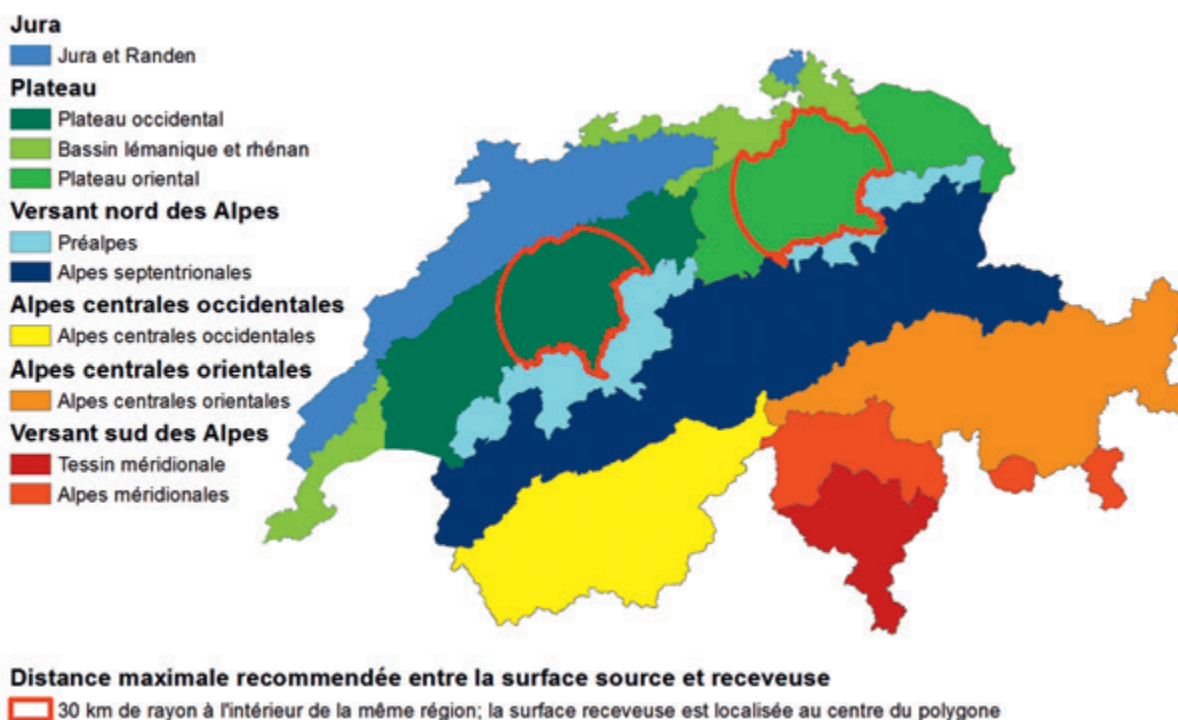 Jura
Jura et Randen
Plateau
Plateau occidental
Bassin lémanique et rhénan
Plateau oriental
Versant nord des Alpes
Préalpes
Alpes septentrionales
Alpes centrales occidentales
Alpes centrales occidentales
Alpes centrales orientales
Alpes centrales orientales
Versant sud des Alpes
Tessin méridionale
Alpes méridionales
Distance maximale recommandée entre la surface source et receveuse
30 km de rayon à l'intérieur de la même région; la surface receveuse est localisée au centre du polygone